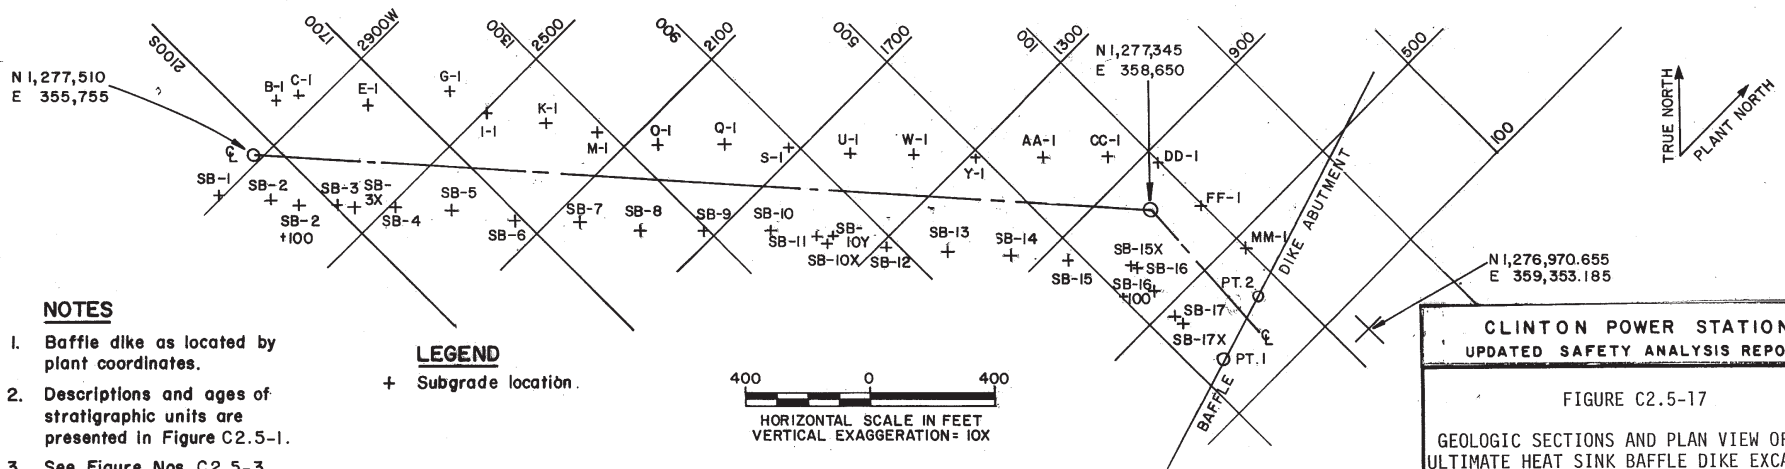 2100S
1700
2900W
1300
2500
900
2100
500
1700
100
1300
900
500
100
N 1,277,510
E 355,755
N 1,277,345
E 358,650
TRUE NORTH
PLANT NORTH
B-1
C-1
E-1
G-1
I-1
K-1
M-1
O-1
Q-1
S-1
U-1
W-1
Y-1
AA-1
CC-1
DD-1
FF-1
MM-1
℄
SB-1
SB-2
SB-2
+100
SB-3
SB-
3X
SB-4
SB-5
SB-6
SB-7
SB-8
SB-9
SB-10
SB-11
SB-
10Y
SB-10X
SB-12
SB-13
SB-14
SB-15
SB-15X
SB-16
SB-16
+100
SB-17
SB-17X
PT.2
℄
PT.1
BAFFLE
DIKE ABUTMENT
N 1,276,970.655
E 359,353.185
NOTES
1. Baffle dike as located by
plant coordinates.
2. Descriptions and ages of
stratigraphic units are
presented in Figure C2.5-1.
3. See Figure Nos. C2.5-3
LEGEND
+ Subgrade location.
400 0 400
HORIZONTAL SCALE IN FEET
VERTICAL EXAGGERATION= 10X
CLINTON POWER STATION
UPDATED SAFETY ANALYSIS REPO
FIGURE C2.5-17
GEOLOGIC SECTIONS AND PLAN VIEW OF
ULTIMATE HEAT SINK BAFFLE DIKE EXCA